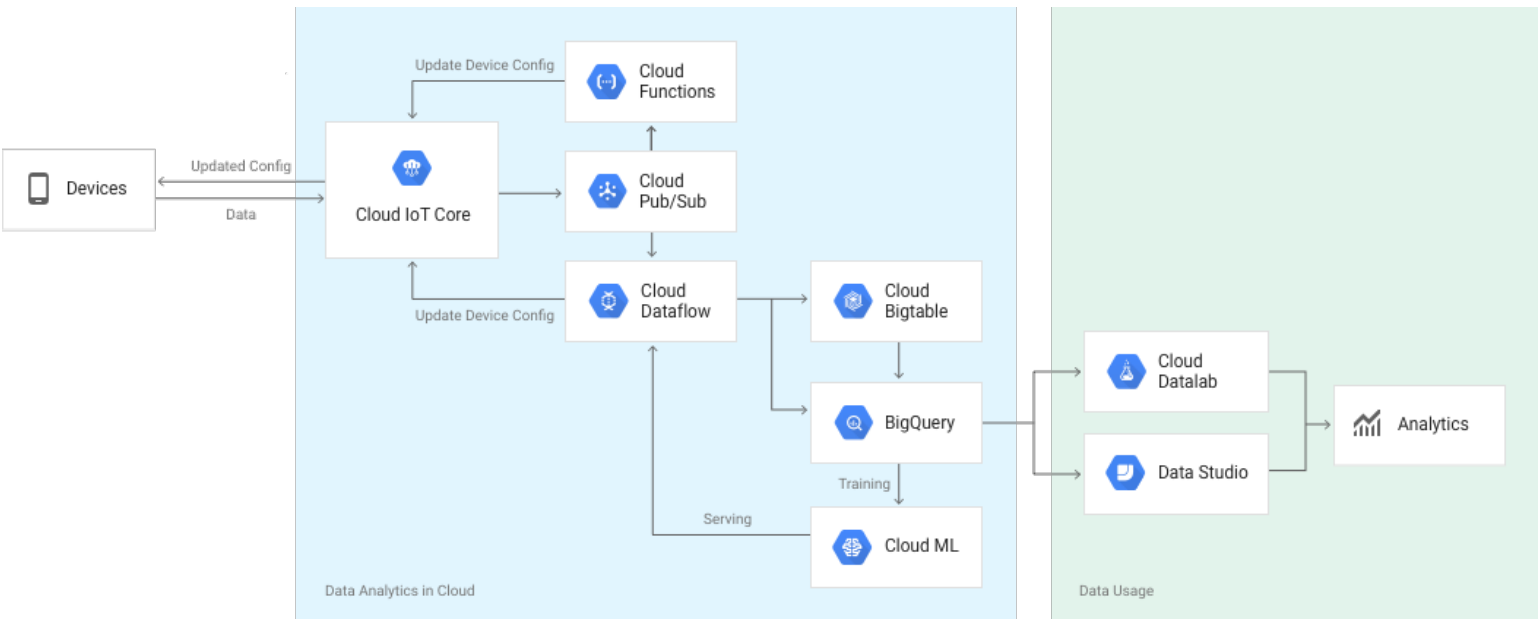 Update Device Config
Cloud
Functions
Devices
Updated Config
Data
Cloud IoT Core
Cloud
Pub/Sub
Update Device Config
Cloud
Dataflow
Cloud
Bigtable
BigQuery
Training
Serving
Cloud ML
Data Analytics in Cloud
Cloud
Datalab
Data Studio
Analytics
Data Usage